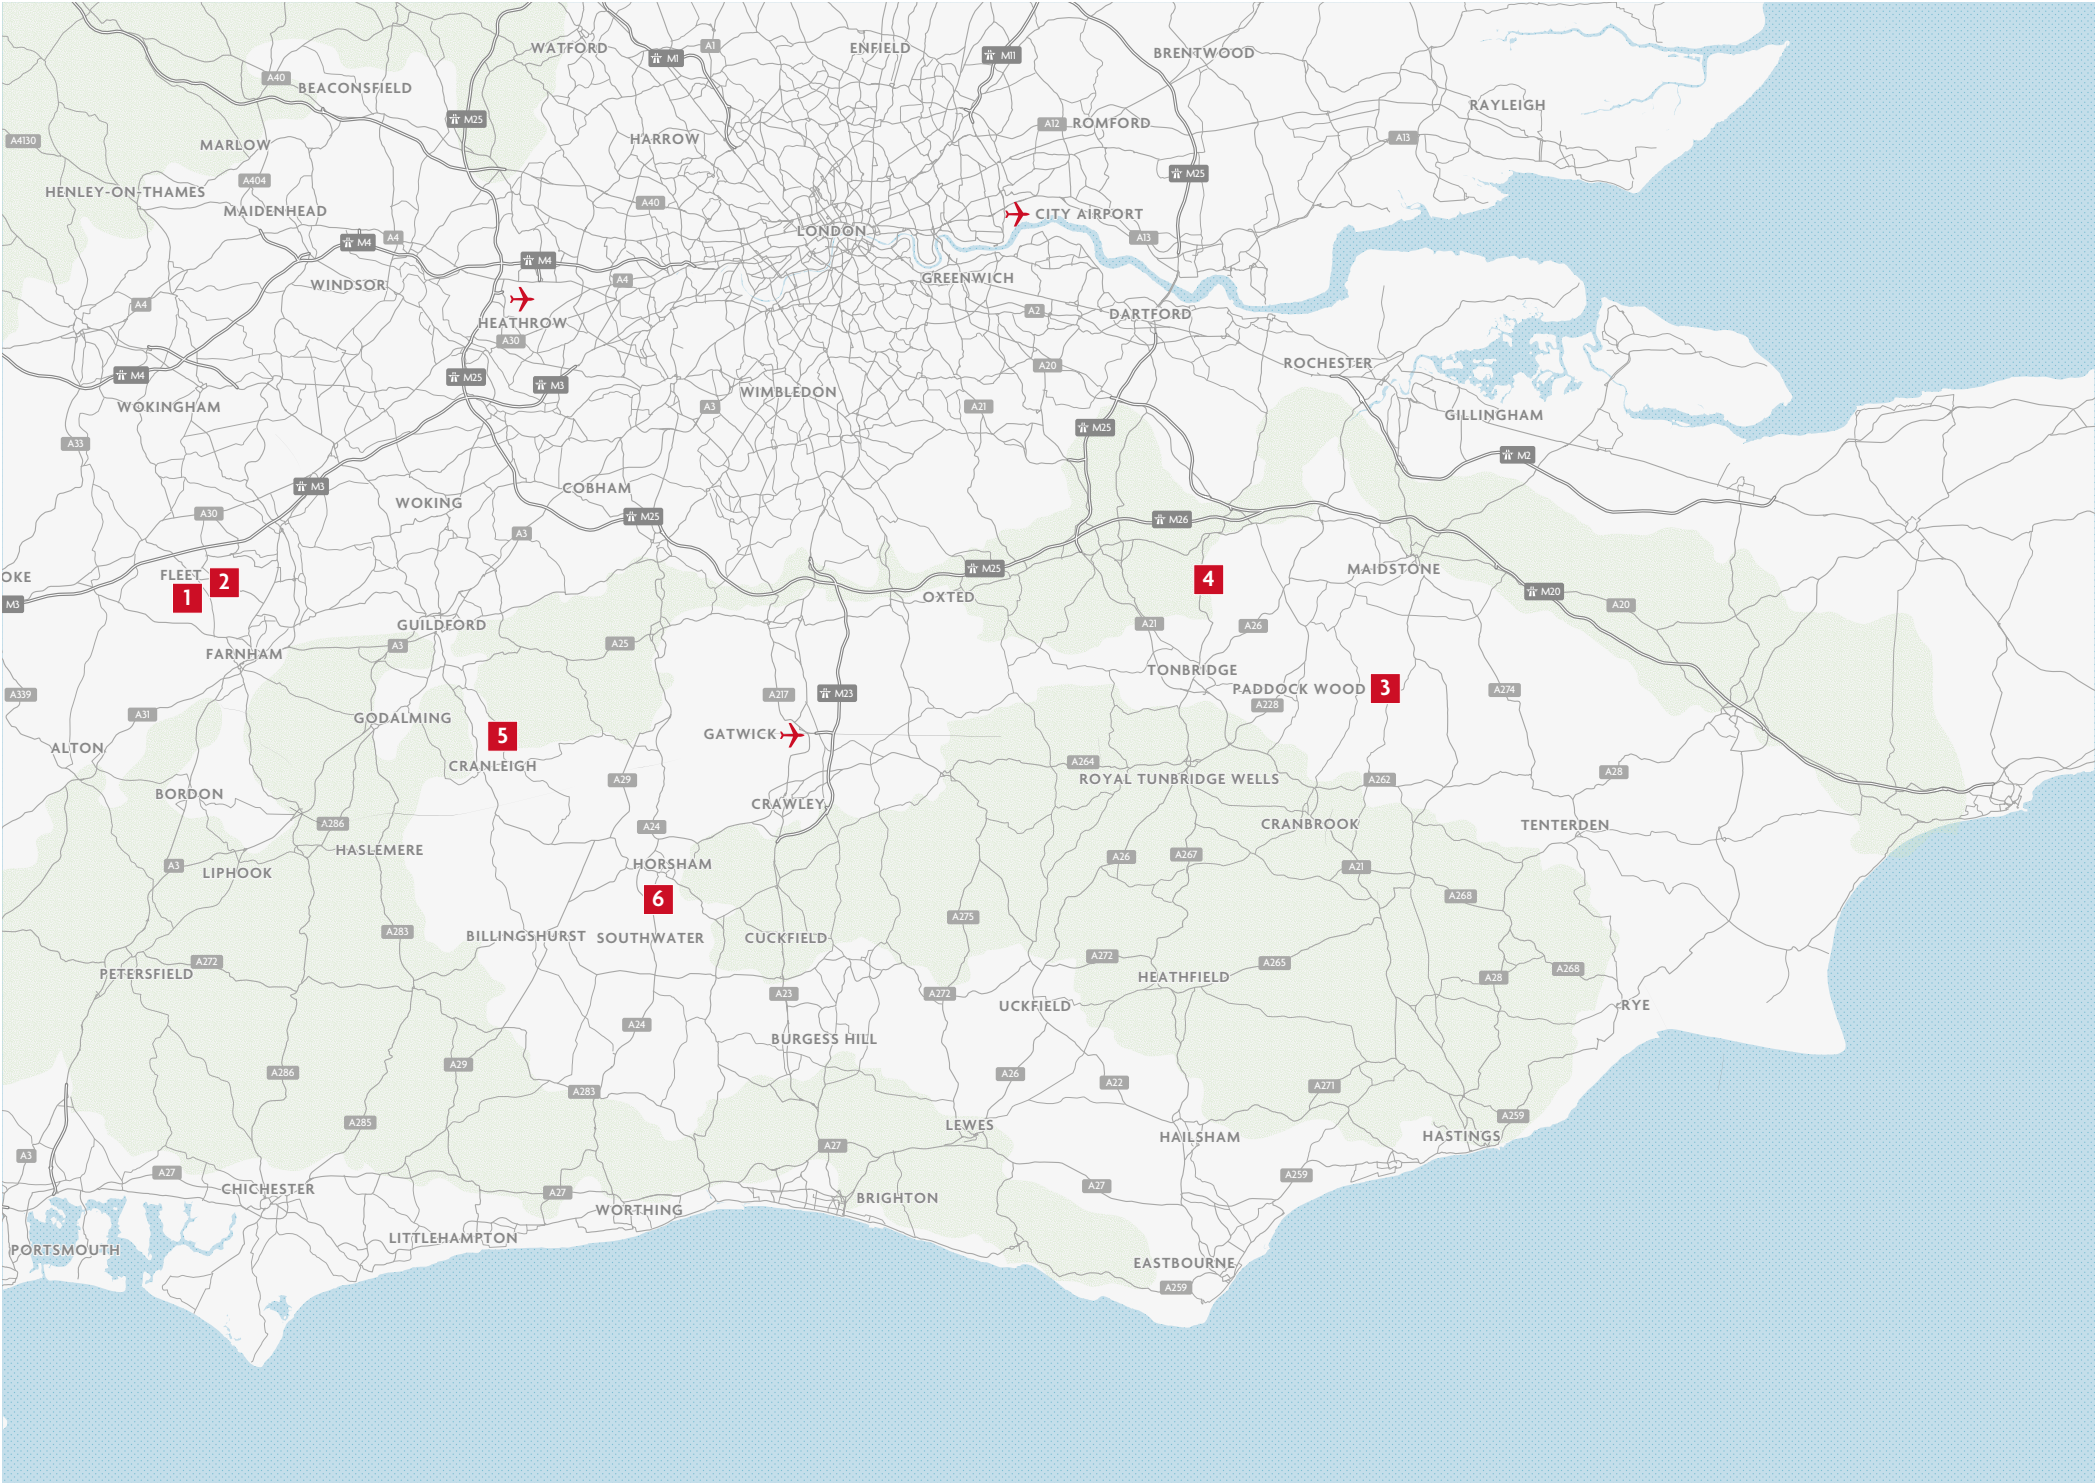 WATFORD
ENFIELD
M1
A1
M11
BRENTWOOD
A40
BEACONSFIELD
RAYLEIGH
M25
A12
ROMFORD
A4130
MARLOW
HARROW
A13
A404
M25
HENLEY-ON-THAMES
MAIDENHEAD
A40
CITY AIRPORT
LONDON
A4
M4
A13
M4
WINDSOR
A4
GREENWICH
A4
HEATHROW
A2
DARTFORD
A30
ROCHESTER
M4
M25
M3
A20
WIMBLEDON
WOKINGHAM
A3
A21
GILLINGHAM
A33
M25
M2
M3
COBHAM
WOKING
A30
A3
M25
M26
OKE
FLEET
2
M25
4
MAIDSTONE
M3
1
OXTED
M20
A20
GUILDFORD
A21
A26
FARNHAM
A3
A25
TONBRIDGE
A339
A217
M23
PADDOCK WOOD
3
A274
A31
GODALMING
A228
ALTON
5
GATWICK
CRANLEIGH
A29
A264
ROYAL TUNBRIDGE WELLS
A262
A28
BORDON
CRAWLEY
A286
A24
CRANBROOK
TENTERDEN
HASLEMERE
A3
LIPHOOK
HORSHAM
A26
A267
A21
6
A268
A283
A275
BILLINGSHURST
SOUTHWATER
CUCKFIELD
PETERSFIELD
A272
A272
HEATHFIELD
A265
A28
A268
A23
A272
UCKFIELD
RYE
A24
BURGESS HILL
A286
A29
A26
A22
A271
A283
A285
LEWES
A259
A3
A27
HAILSHAM
HASTINGS
A27
CHICHESTER
A27
A27
A259
WORTHING
BRIGHTON
PORTSMOUTH
LITTLEHAMPTON
EASTBOURNE
A259